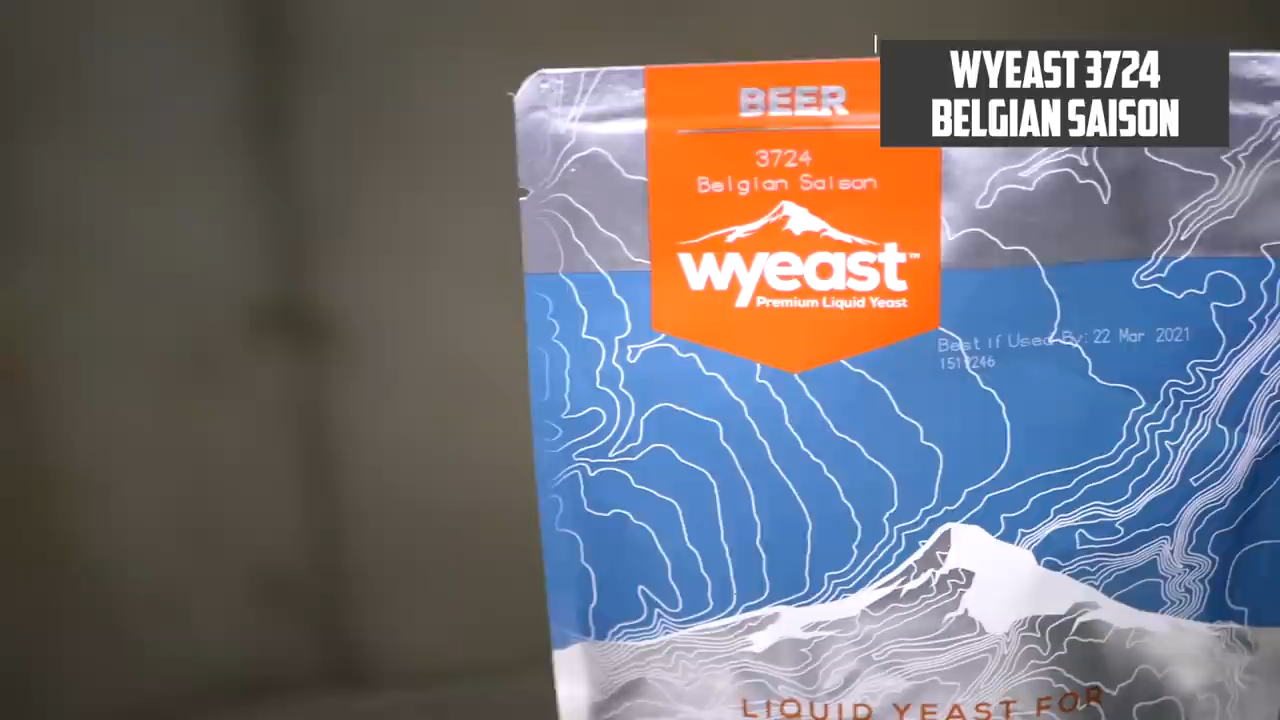 WYEAST 3724
BELGIAN SAISON
BEER
3724
Belgian Saison
wyeast™
Premium Liquid Yeast
Best if Used By: 22 Mar 2021
LIQUID YEAST FOR